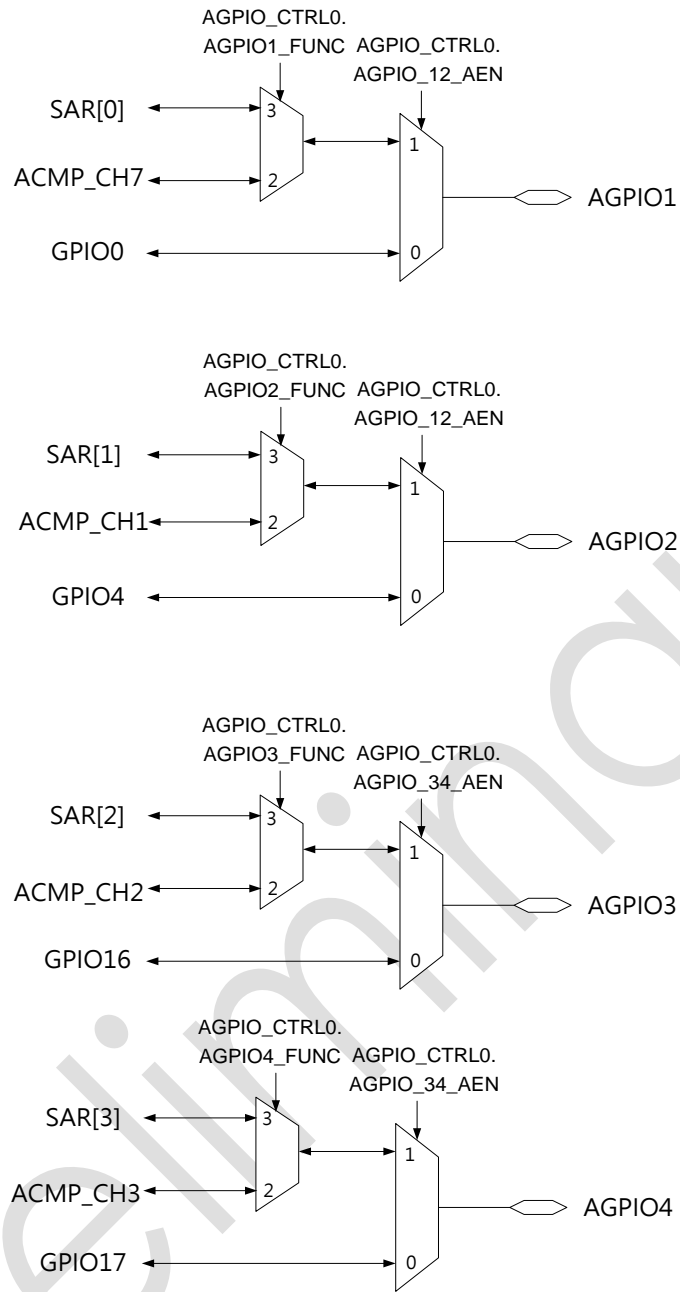 AGPIO_CTRL0.
AGPIO1_FUNC
AGPIO_CTRL0.
AGPIO_12_AEN
SAR[0]
3
1
ACMP_CH7
2
AGPIO1
GPIO0
0
AGPIO_CTRL0.
AGPIO2_FUNC
AGPIO_CTRL0.
AGPIO_12_AEN
SAR[1]
3
1
ACMP_CH1
2
AGPIO2
GPIO4
0
AGPIO_CTRL0.
AGPIO3_FUNC
AGPIO_CTRL0.
AGPIO_34_AEN
SAR[2]
3
1
ACMP_CH2
2
AGPIO3
GPIO16
0
AGPIO_CTRL0.
AGPIO4_FUNC
AGPIO_CTRL0.
AGPIO_34_AEN
SAR[3]
3
1
ACMP_CH3
2
AGPIO4
GPIO17
0
elimina